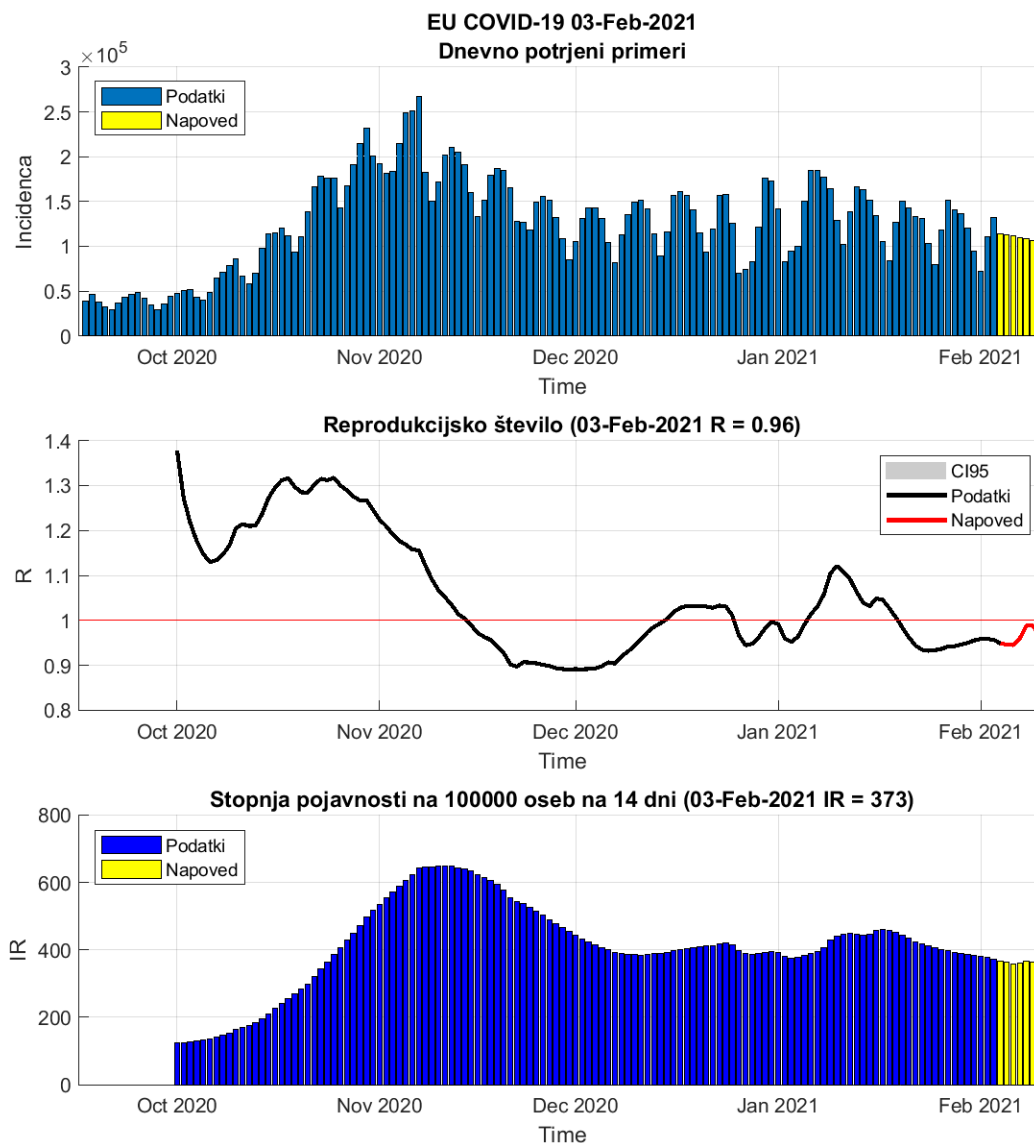 EU COVID-19 03-Feb-2021
Dnevno potrjeni primeri
×10^5
3
2.5
2
1.5
1
0.5
0
Incidenca
Podatki
Napoved
Oct 2020 Nov 2020 Dec 2020 Jan 2021 Feb 2021
Time
Reprodukcijsko število (03-Feb-2021 R = 0.96)
1.4
1.3
1.2
1.1
1
0.9
0.8
R
CI95
Podatki
Napoved
Oct 2020 Nov 2020 Dec 2020 Jan 2021 Feb 2021
Time
Stopnja pojavnosti na 100000 oseb na 14 dni (03-Feb-2021 IR = 373)
800
600
400
200
0
IR
Podatki
Napoved
Oct 2020 Nov 2020 Dec 2020 Jan 2021 Feb 2021
Time